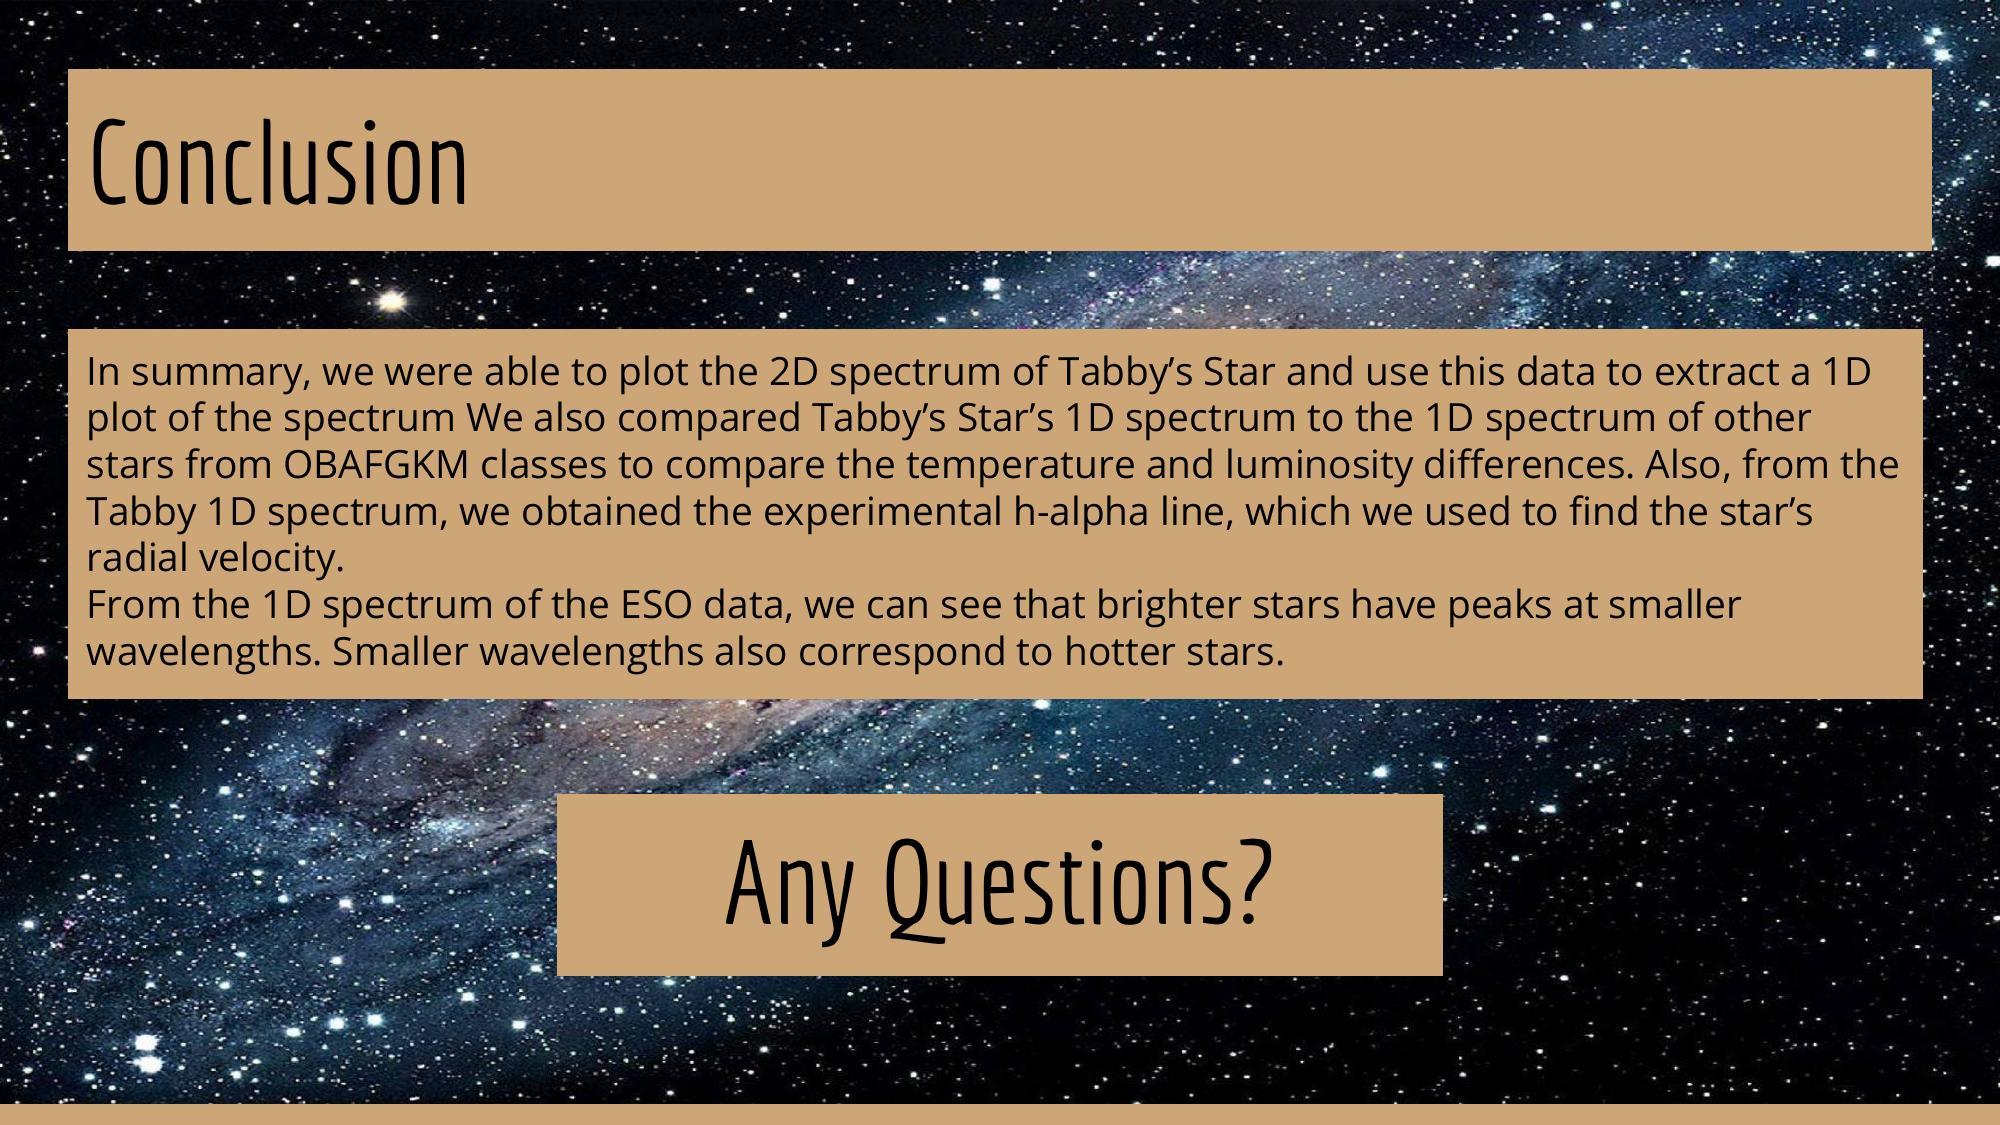 Conclusion
In summary, we were able to plot the 2D spectrum of Tabby’s Star and use this data to extract a 1D
plot of the spectrum We also compared Tabby’s Star’s 1D spectrum to the 1D spectrum of other
stars from OBAFGKM classes to compare the temperature and luminosity differences. Also, from the
Tabby 1D spectrum, we obtained the experimental h-alpha line, which we used to find the star’s
radial velocity.
From the 1D spectrum of the ESO data, we can see that brighter stars have peaks at smaller
wavelengths. Smaller wavelengths also correspond to hotter stars.
Any Questions?